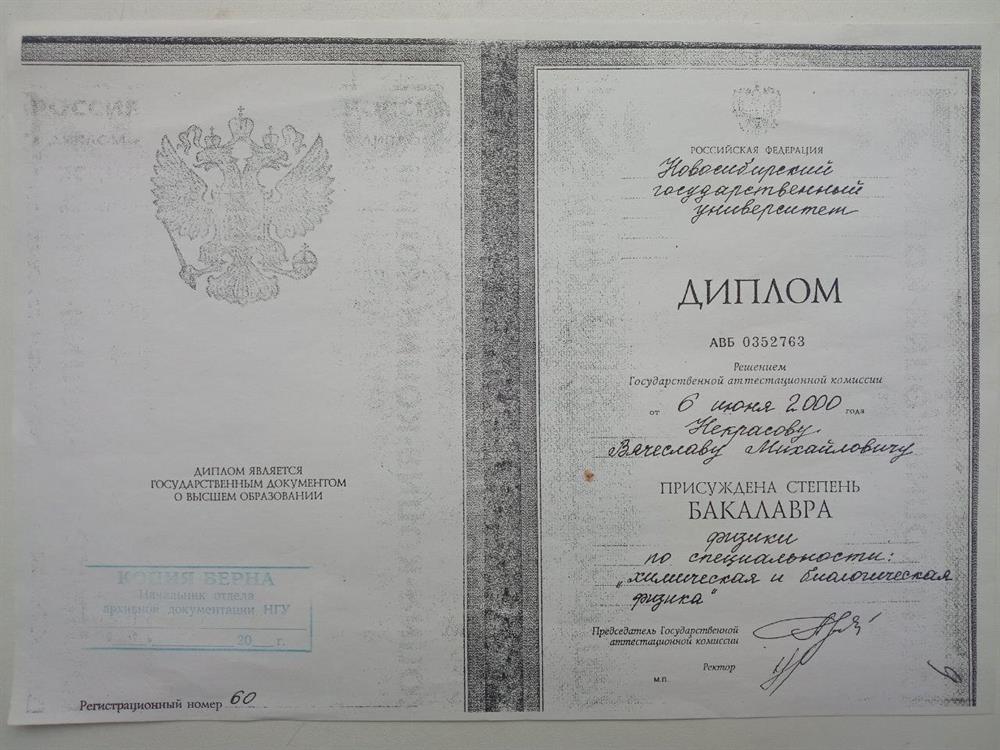 РОССИЯ
ДИПЛОМ ЯВЛЯЕТСЯ
ГОСУДАРСТВЕННЫМ ДОКУМЕНТОМ
О ВЫСШЕМ ОБРАЗОВАНИИ
КОПИЯ ВЕРНА
Начальник отдела
архивной документации НГУ
20 г.
Регистрационный номер 60
РОССИЙСКАЯ ФЕДЕРАЦИЯ
Новосибирский
государственный
университет
ДИПЛОМ
АВБ 0352763
Решением
Государственной аттестационной комиссии
от 6 июня 2000 года
Некрасову
Вячеславу Михайловичу
ПРИСУЖДЕНА СТЕПЕНЬ
БАКАЛАВРА
физики
по специальности:
„химическая и биологическая
физика“
Председатель Государственной
аттестационной комиссии
Ректор
м.п.